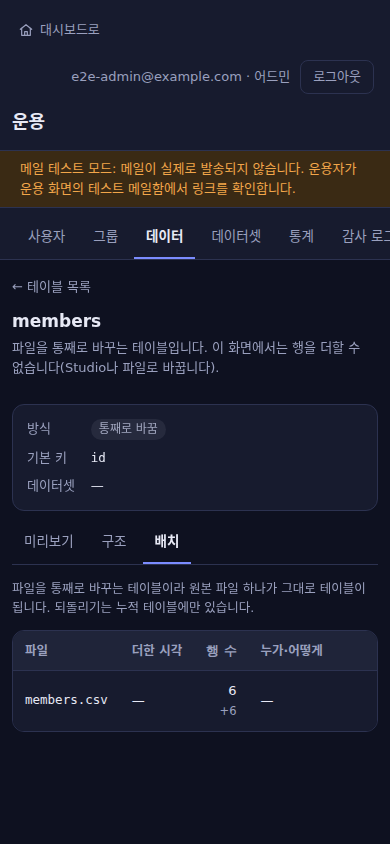 대시보드로
e2e-admin@example.com · 어드민
로그아웃
운용
메일 테스트 모드: 메일이 실제로 발송되지 않습니다. 운용자가
운용 화면의 테스트 메일함에서 링크를 확인합니다.
사용자 그룹 데이터 데이터셋 통계 감사 로그
← 테이블 목록
members
파일을 통째로 바꾸는 테이블입니다. 이 화면에서는 행을 더할 수
없습니다(Studio나 파일로 바꿉니다).
방식 통째로 바꿈
기본 키 id
데이터셋 —
미리보기 구조 배치
파일을 통째로 바꾸는 테이블이라 원본 파일 하나가 그대로 테이블이
됩니다. 되돌리기는 누적 테이블에만 있습니다.
파일 더한 시각 행 수 누가·어떻게
members.csv — 6 —
+6